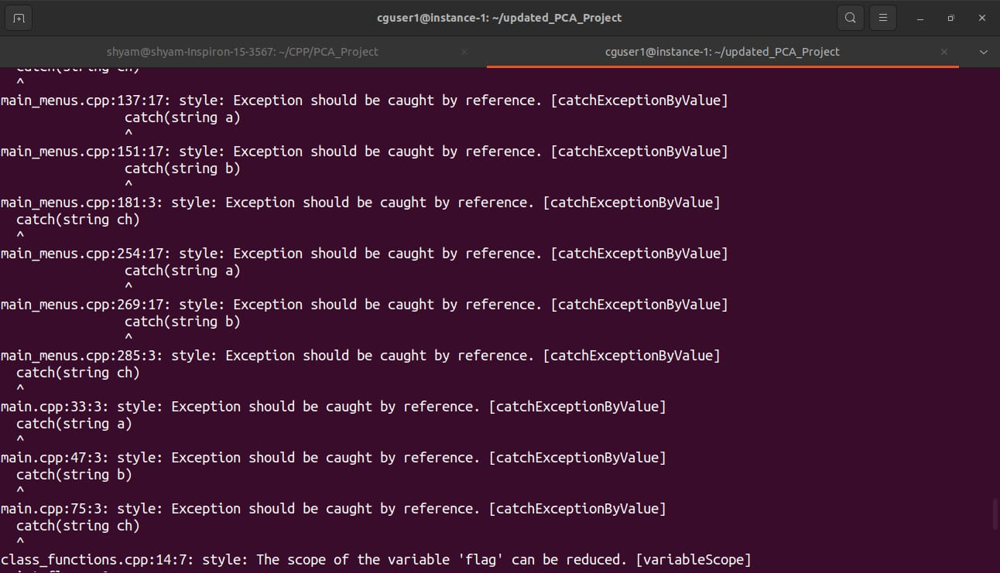 cguser1@instance-1: ~/updated_PCA_Project
shyam@shyam-Inspiron-15-3567: ~/CPP/PCA_Project
cguser1@instance-1: ~/updated_PCA_Project
catch(string ch)
^
main_menus.cpp:137:17: style: Exception should be caught by reference. [catchExceptionByValue]
catch(string a)
^
main_menus.cpp:151:17: style: Exception should be caught by reference. [catchExceptionByValue]
catch(string b)
^
main_menus.cpp:181:3: style: Exception should be caught by reference. [catchExceptionByValue]
catch(string ch)
^
main_menus.cpp:254:17: style: Exception should be caught by reference. [catchExceptionByValue]
catch(string a)
^
main_menus.cpp:269:17: style: Exception should be caught by reference. [catchExceptionByValue]
catch(string b)
^
main_menus.cpp:285:3: style: Exception should be caught by reference. [catchExceptionByValue]
catch(string ch)
^
main.cpp:33:3: style: Exception should be caught by reference. [catchExceptionByValue]
catch(string a)
^
main.cpp:47:3: style: Exception should be caught by reference. [catchExceptionByValue]
catch(string b)
^
main.cpp:75:3: style: Exception should be caught by reference. [catchExceptionByValue]
catch(string ch)
^
class_functions.cpp:14:7: style: The scope of the variable 'flag' can be reduced. [variableScope]